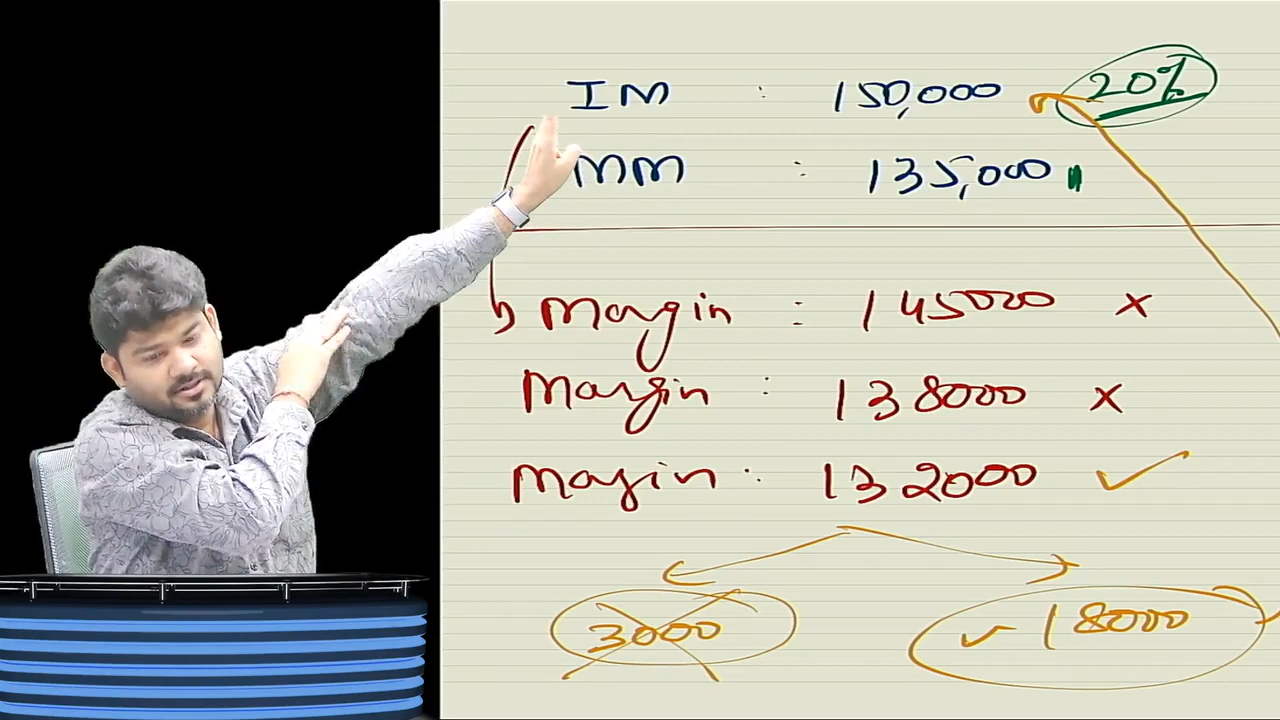 IM : 150,000 20%
MM : 135,000
Margin : 145000 ×
Margin : 138000 ×
Margin : 132000 ✓
3000 ✓ 18000